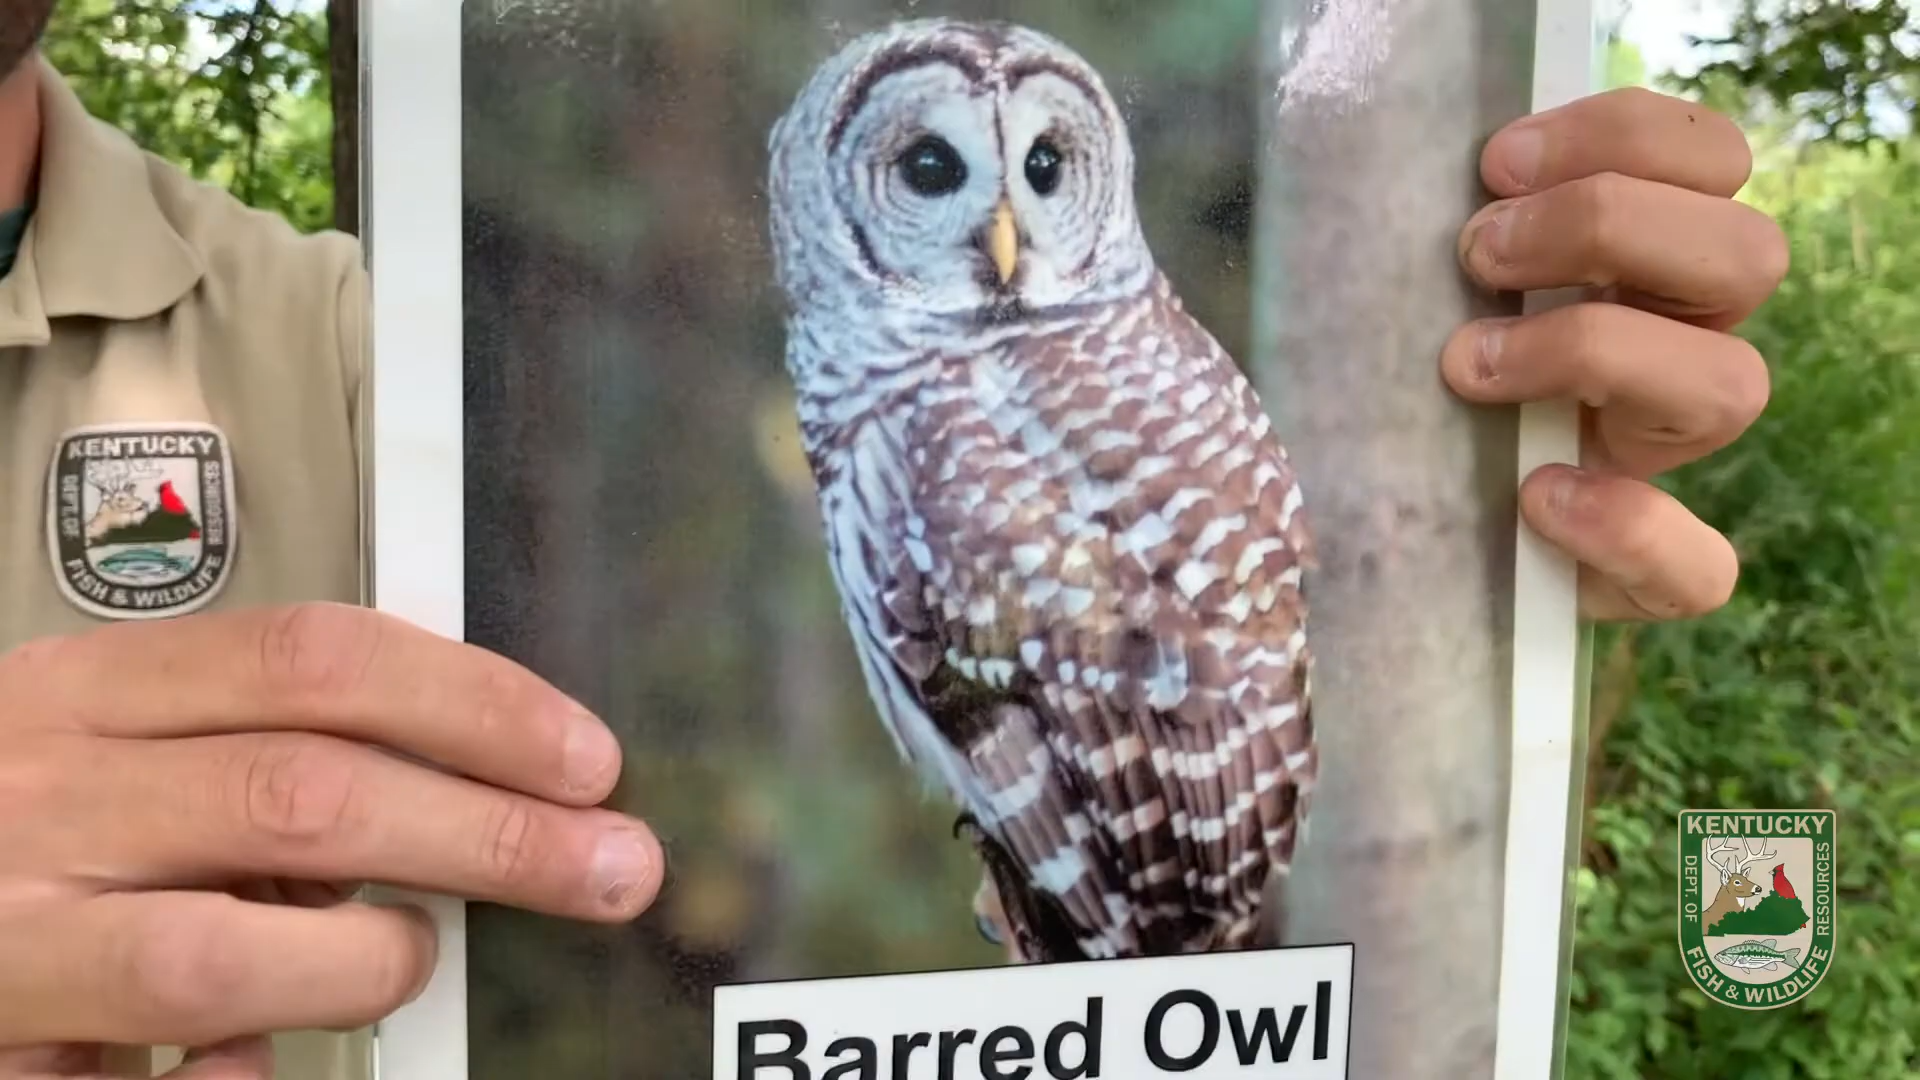 KENTUCKY
DEPT. OF
RESOURCES
FISH & WILDLIFE
Barred Owl
KENTUCKY
DEPT. OF
RESOURCES
FISH & WILDLIFE